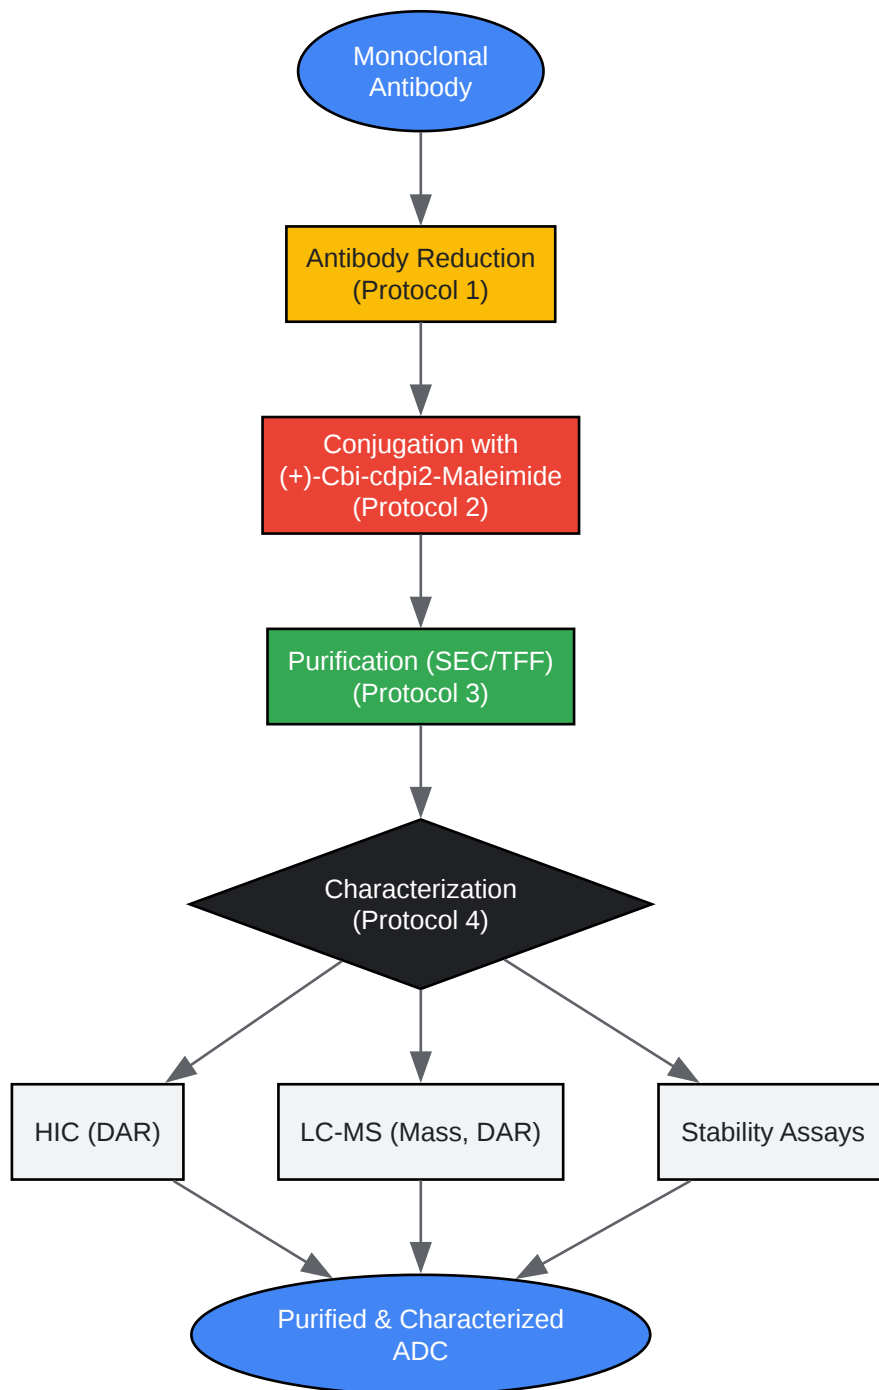 Monoclonal
Antibody
Antibody Reduction
(Protocol 1)
Conjugation with
(+)-Cbi-cdpi2-Maleimide
(Protocol 2)
Purification (SEC/TFF)
(Protocol 3)
Characterization
(Protocol 4)
HIC (DAR)
LC-MS (Mass, DAR)
Stability Assays
Purified & Characterized
ADC